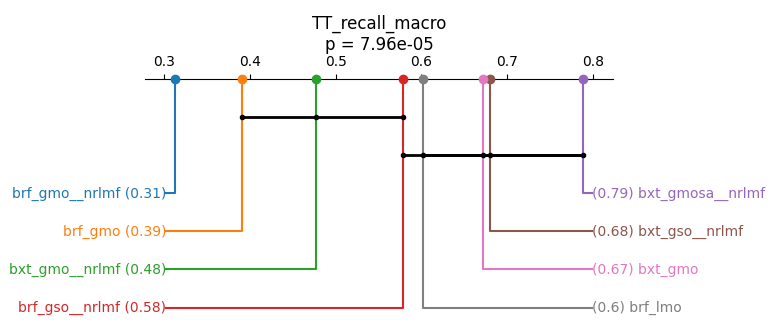 TT_recall_macro
p = 7.96e-05
0.3 0.4 0.5 0.6 0.7 0.8
brf_gmo__nrlmf (0.31) (0.79) bxt_gmosa__nrlmf
brf_gmo (0.39) (0.68) bxt_gso__nrlmf
bxt_gmo__nrlmf (0.48) (0.67) bxt_gmo
brf_gso__nrlmf (0.58) (0.6) brf_lmo